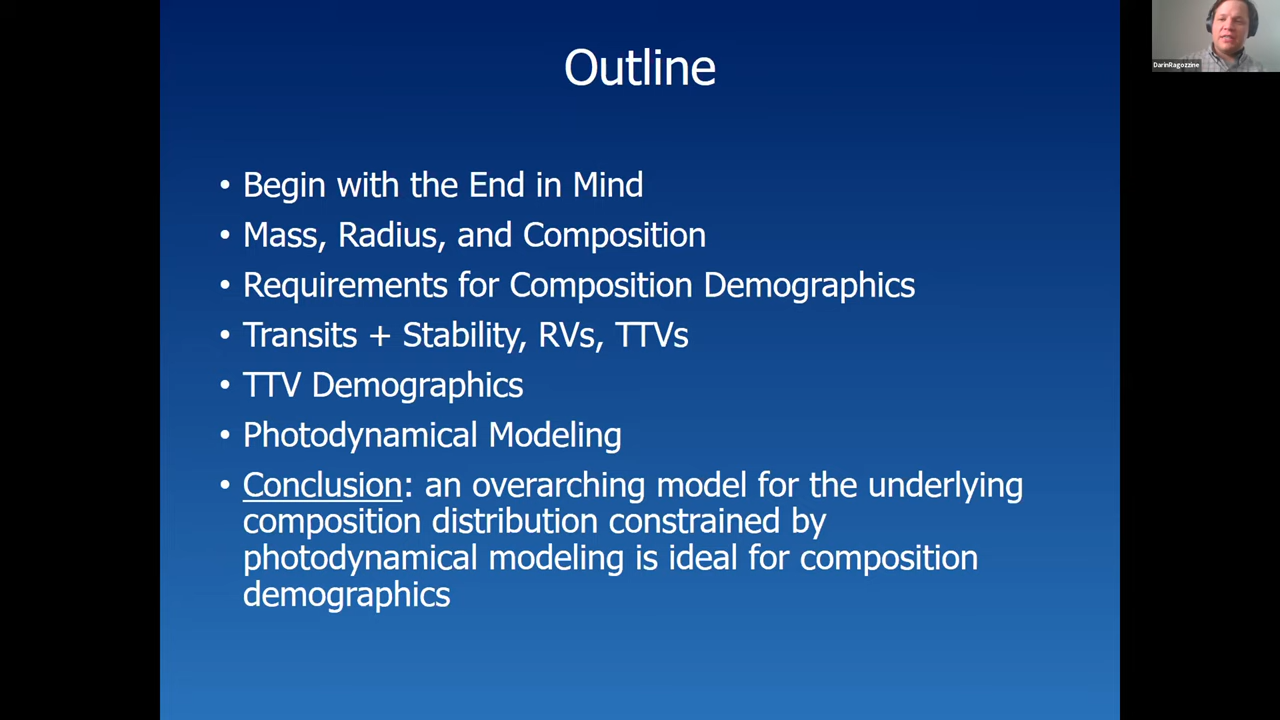 Outline
DarinRagozzine
• Begin with the End in Mind
• Mass, Radius, and Composition
• Requirements for Composition Demographics
• Transits + Stability, RVs, TTVs
• TTV Demographics
• Photodynamical Modeling
• Conclusion: an overarching model for the underlying
composition distribution constrained by
photodynamical modeling is ideal for composition
demographics